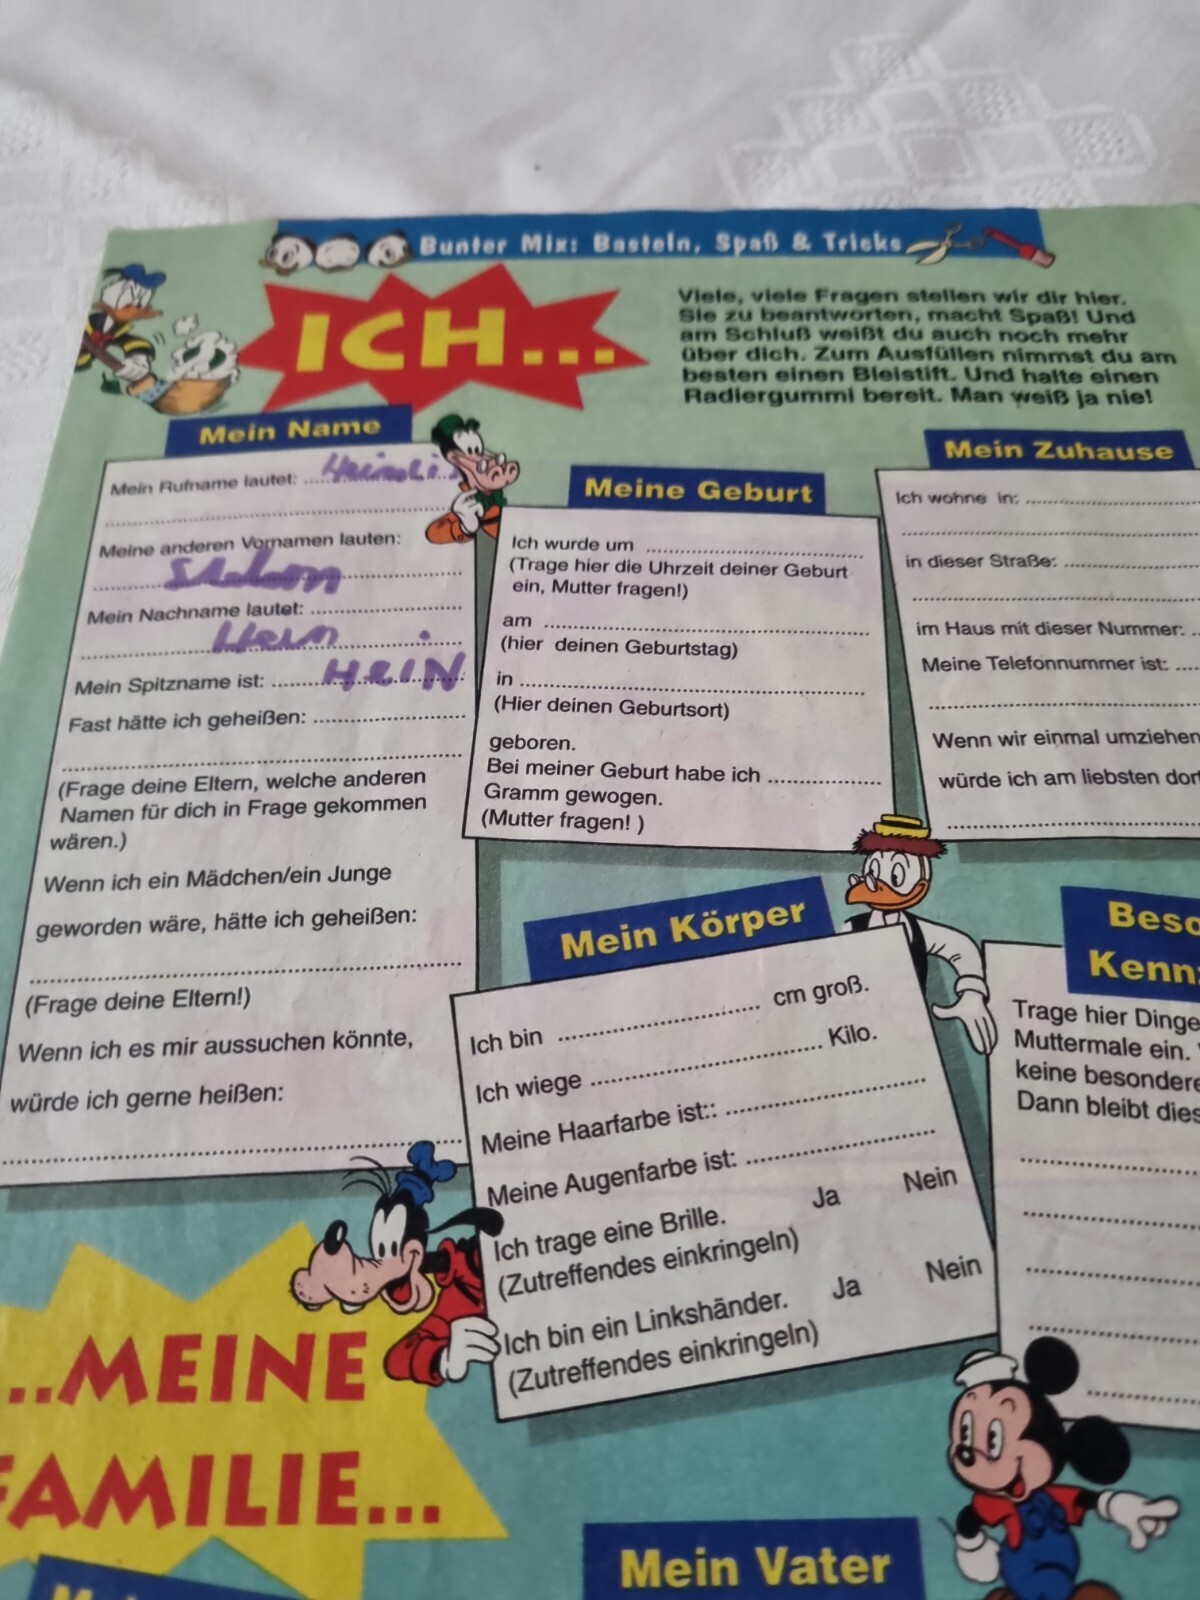 Bunter Mix: Basteln, Spaß & Tricks
ICH...
Viele, viele Fragen stellen wir dir hier.
Sie zu beantworten, macht Spaß! Und
am Schluß weißt du auch noch mehr
über dich. Zum Ausfüllen nimmst du am
besten einen Bleistift. Und halte einen
Radiergummi bereit. Man weiß ja nie!
Mein Name
Mein Rufname lautet:
Meine anderen Vornamen lauten:
Mein Nachname lautet:
Hein
Mein Spitzname ist: HEIN
Fast hätte ich geheißen:
(Frage deine Eltern, welche anderen
Namen für dich in Frage gekommen
wären.)
Wenn ich ein Mädchen/ein Junge
geworden wäre, hätte ich geheißen:
(Frage deine Eltern!)
Wenn ich es mir aussuchen könnte,
würde ich gerne heißen:
Meine Geburt
Ich wurde um
(Trage hier die Uhrzeit deiner Geburt
ein, Mutter fragen!)
am
(hier deinen Geburtstag)
in
(Hier deinen Geburtsort)
geboren.
Bei meiner Geburt habe ich
Gramm gewogen.
(Mutter fragen! )
Mein Zuhause
Ich wohne in:
in dieser Straße:
im Haus mit dieser Nummer:
Meine Telefonnummer ist:
Wenn wir einmal umziehen
würde ich am liebsten dort
Mein Körper
Ich bin cm groß.
Ich wiege Kilo.
Meine Haarfarbe ist::
Meine Augenfarbe ist:
Ich trage eine Brille. Ja Nein
(Zutreffendes einkringeln)
Ich bin ein Linkshänder. Ja Nein
(Zutreffendes einkringeln)
Beso
Kennz
Trage hier Dinge
Muttermale ein.
keine besondere
Dann bleibt dies
..MEINE
FAMILIE...
Mein Vater